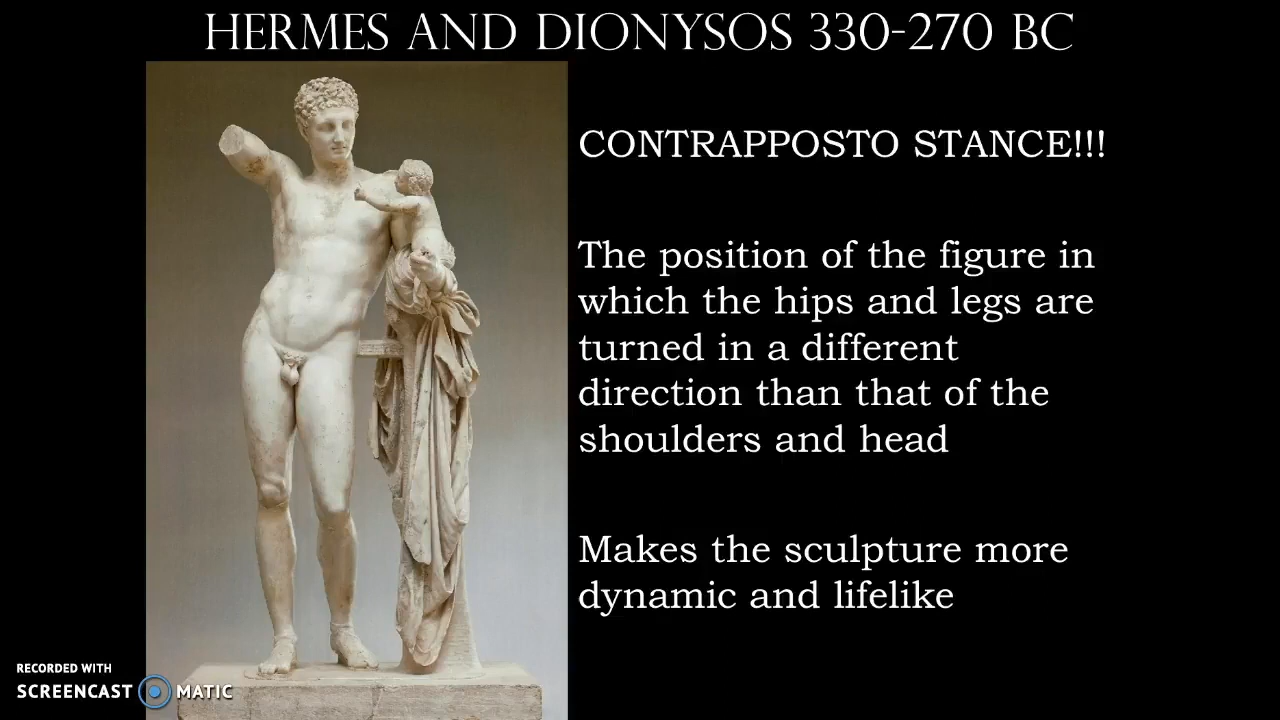 HERMES AND DIONYSOS 330-270 BC
CONTRAPPOSTO STANCE!!!
The position of the figure in
which the hips and legs are
turned in a different
direction than that of the
shoulders and head
Makes the sculpture more
dynamic and lifelike
RECORDED WITH
SCREENCAST MATIC